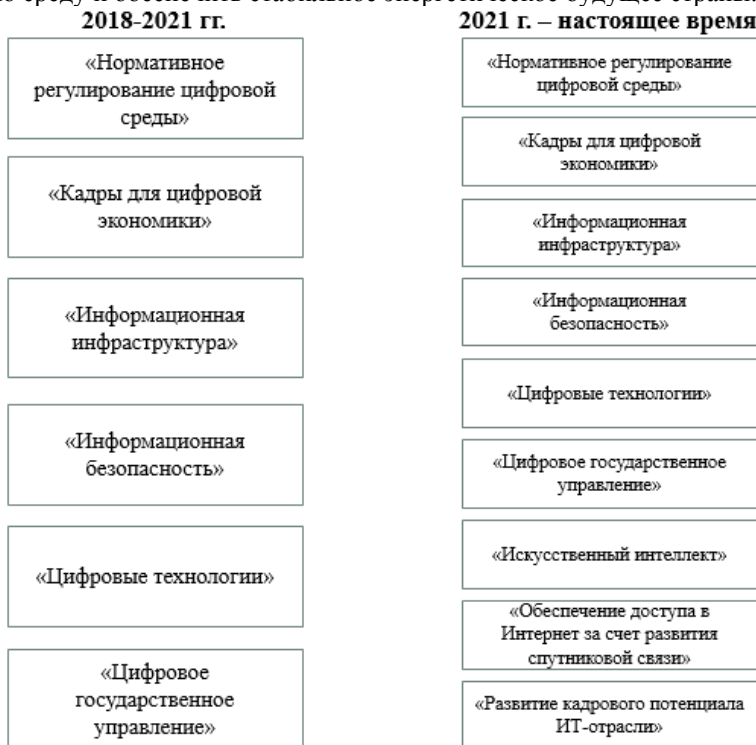 2018-2021 гг.
«Нормативное
регулирование цифровой
среды»
«Кадры для цифровой
экономики»
«Информационная
инфраструктура»
«Информационная
безопасность»
«Цифровые технологии»
«Цифровое
государственное
управление»
2021 г. – настоящее время
«Нормативное регулирование
цифровой среды»
«Кадры для цифровой
экономики»
«Информационная
инфраструктура»
«Информационная
безопасность»
«Цифровые технологии»
«Цифровое государственное
управление»
«Искусственный интеллект»
«Обеспечение доступа в
Интернет за счет развития
спутниковой связи»
«Развитие кадрового потенциала
ИТ-отрасли»